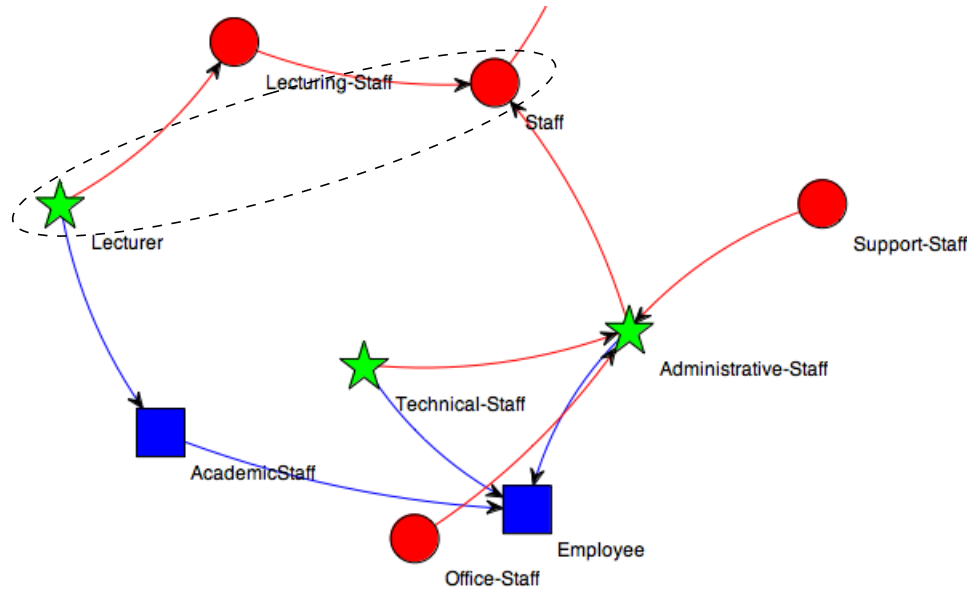 Lecturing-Staff
Staff
Lecturer
Support-Staff
Administrative-Staff
Technical-Staff
AcademicStaff
Employee
Office-Staff